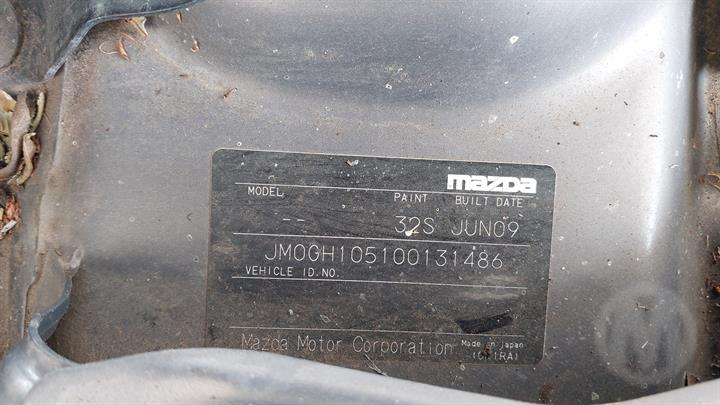 mazda
MODEL PAINT BUILT DATE
-- 32S JUN09
JM0GH105100131486
VEHICLE ID.NO.
Mazda Motor Corporation Made in Japan